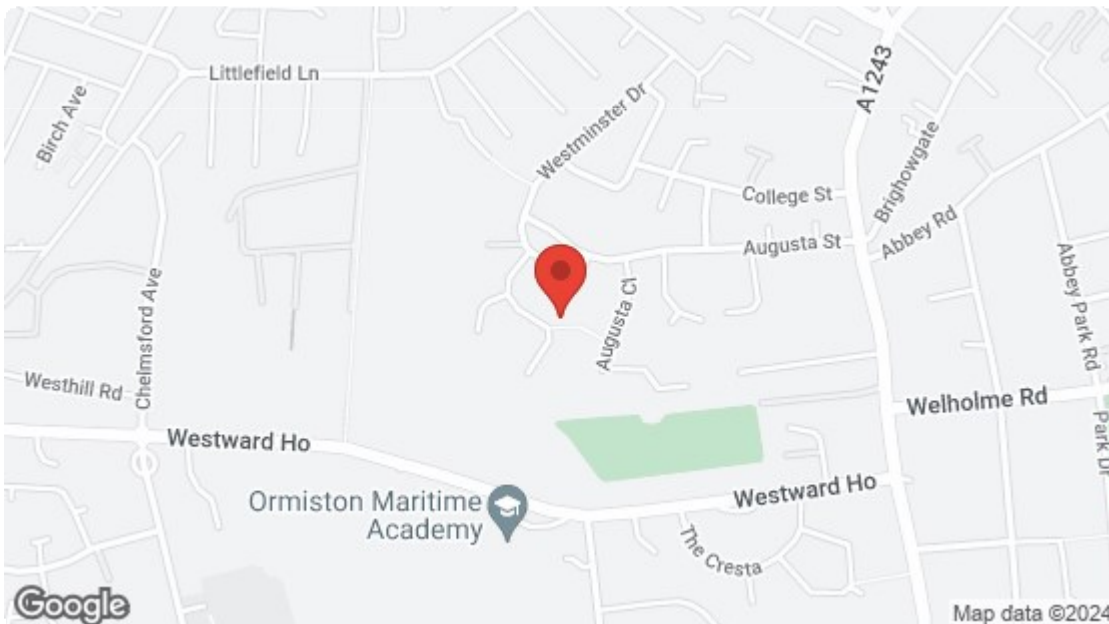 Littlefield Ln
Birch Ave
Westminster Dr
A1243
Brighowgate
College St
Augusta St
Abbey Rd
Abbey Park Rd
Augusta Cl
Chelmsford Ave
Westhill Rd
Welholme Rd
Park Dr
Westward Ho
Westward Ho
Ormiston Maritime
Academy
The Cresta
Google
Map data ©2024